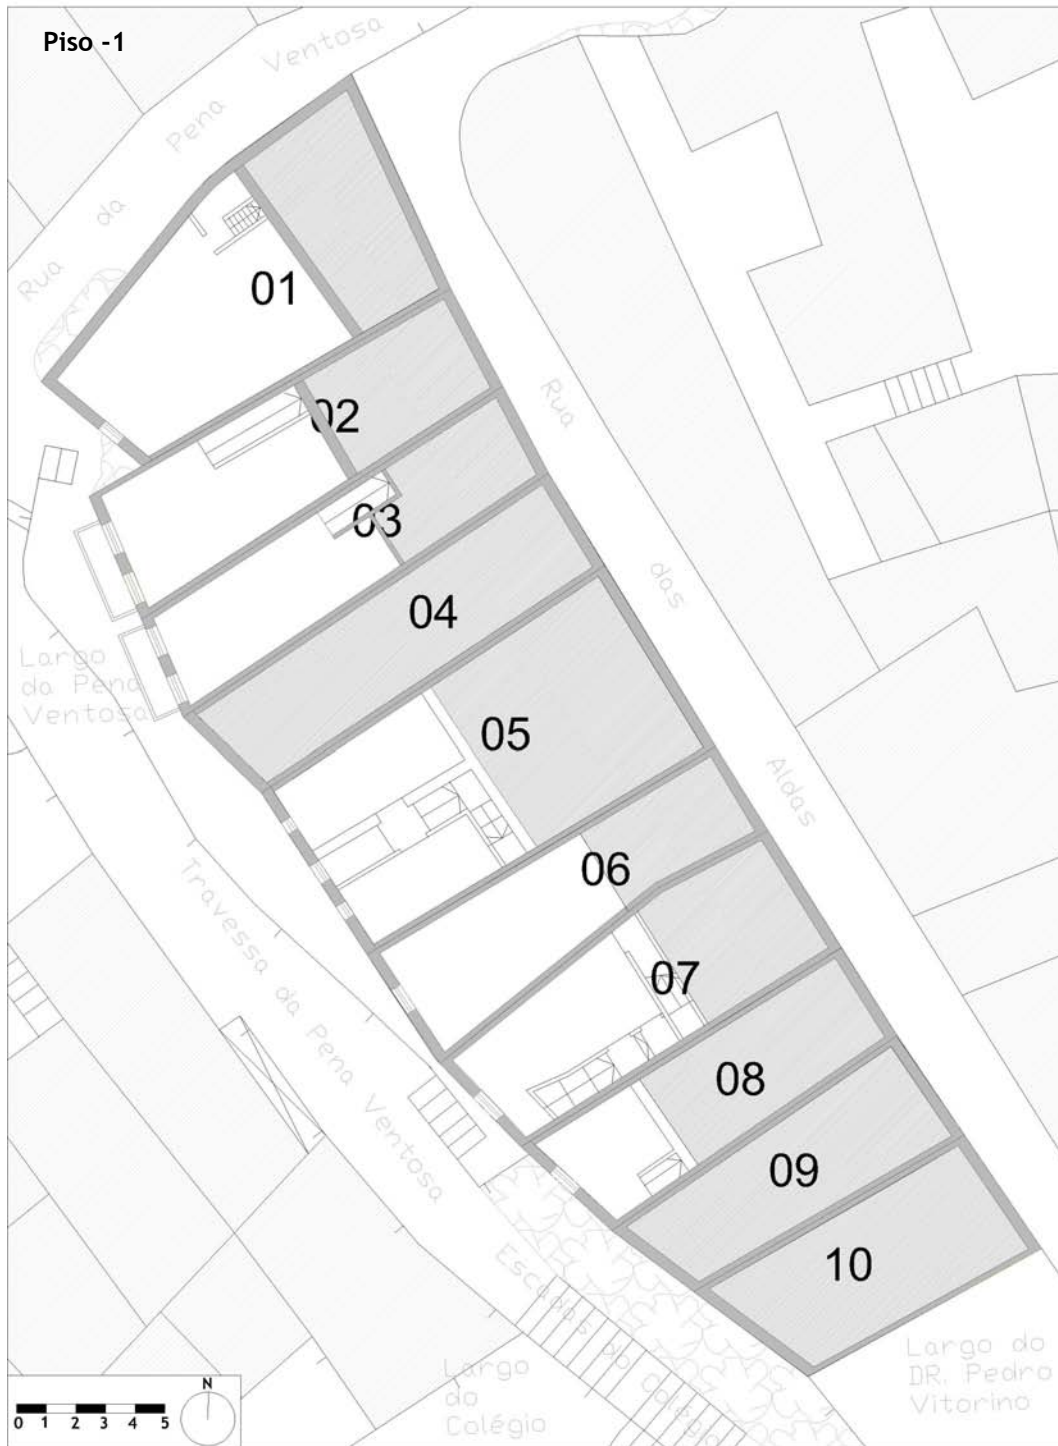 Piso -1
Rua da Pena Ventosa
01
02
03
04
05
06
07
08
09
10
Rua das Aldas
Largo
da Pena
Ventosa
Travessa da Pena Ventosa
Escadas do Colégio
Largo
do
Colégio
Largo do
DR. Pedro
Vitorino
N
0 1 2 3 4 5